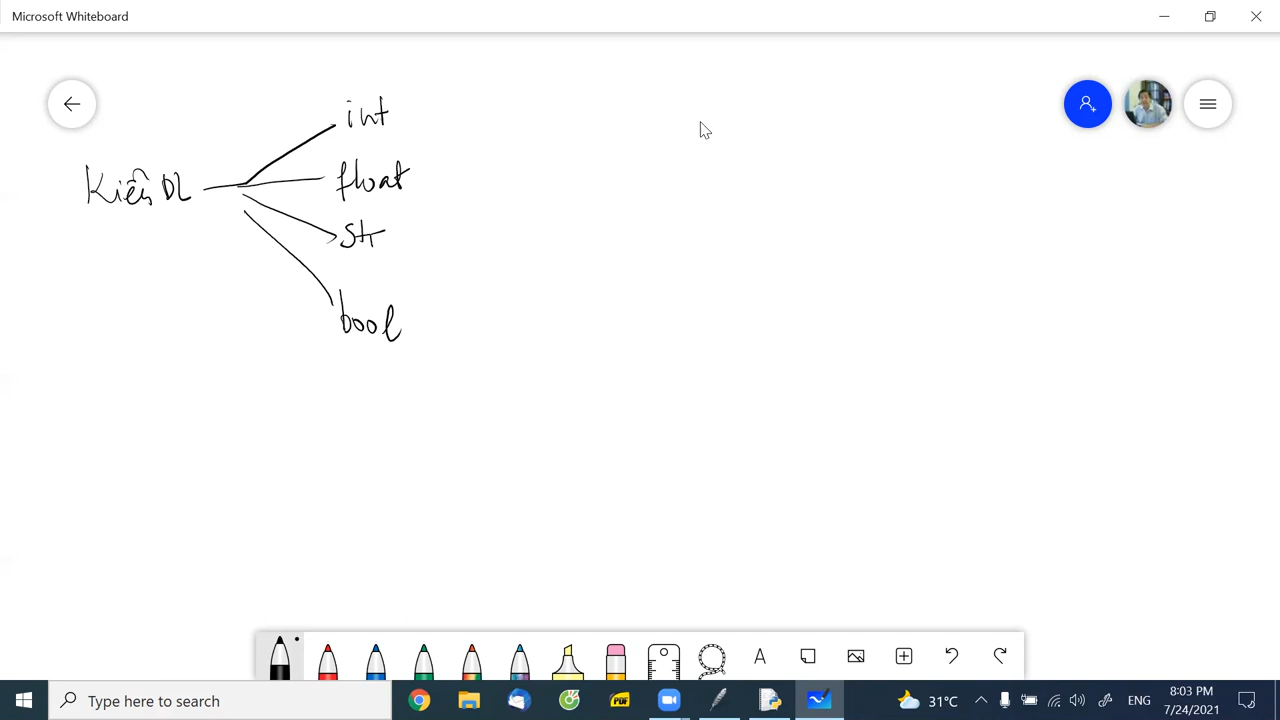 Microsoft Whiteboard
int
Kiểu DL
float
str
bool
A
PDF
Type here to search
31°C
ENG
8:03 PM
7/24/2021